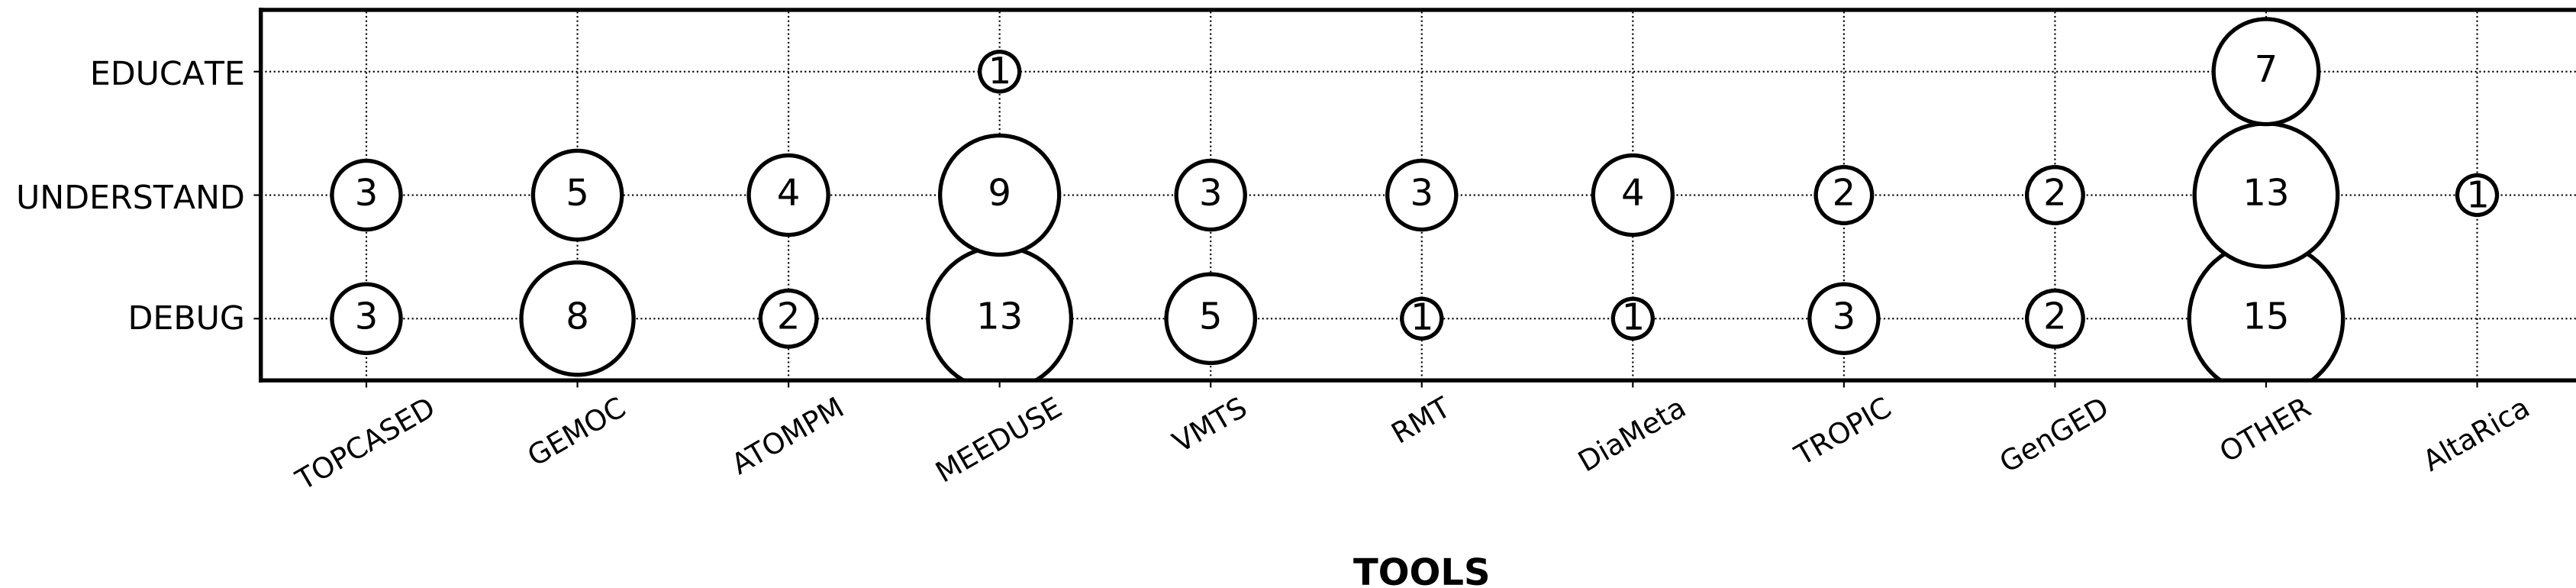 EDUCATE 1 7
UNDERSTAND 3 5 4 9 3 3 4 2 2 13 1
DEBUG 3 8 2 13 5 1 1 3 2 15
TOPCASED GEMOC ATOMPM MEEDUSE VMTS RMT DiaMeta TROPIC GenGED OTHER AltaRica
TOOLS